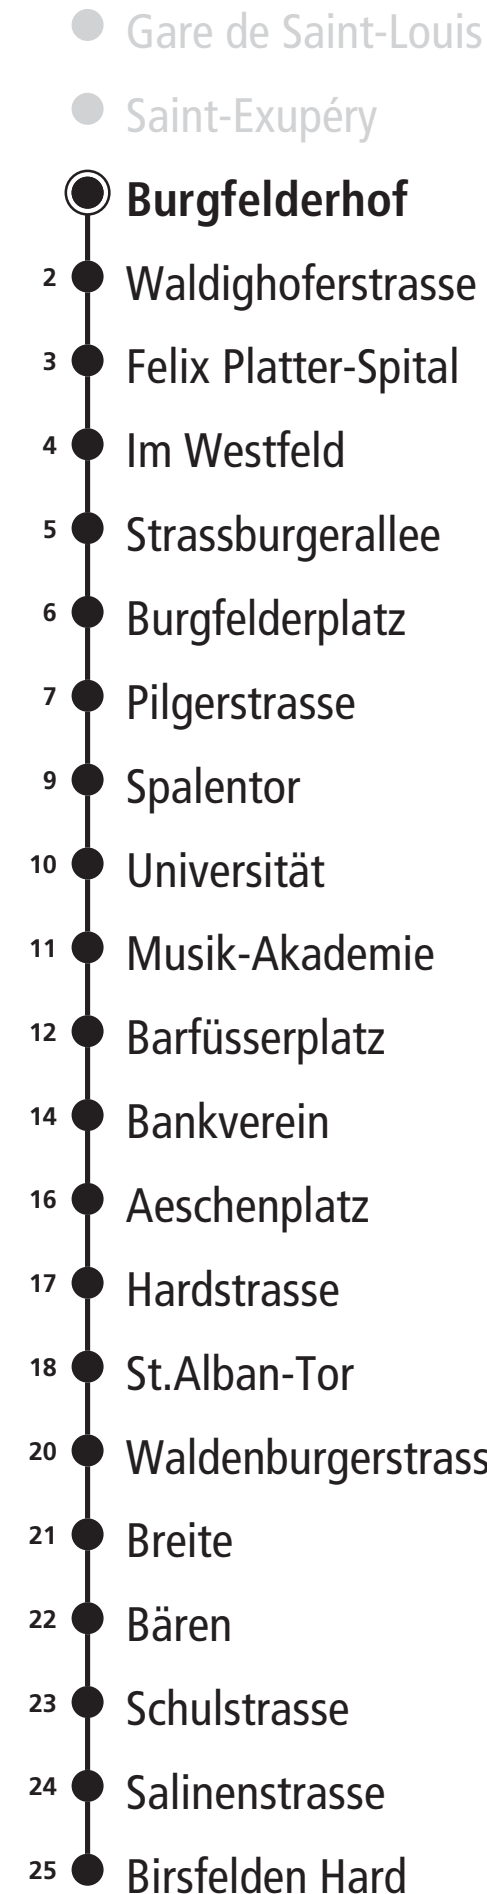 Gare de Saint-Louis
Saint-Exupéry
Burgfelderhof
2 Waldighoferstrasse
3 Felix Platter-Spital
4 Im Westfeld
5 Strassburgerallee
6 Burgfelderplatz
7 Pilgerstrasse
9 Spalentor
10 Universität
11 Musik-Akademie
12 Barfüsserplatz
14 Bankverein
16 Aeschenplatz
17 Hardstrasse
18 St.Alban-Tor
20 Waldenburgerstrass
21 Breite
22 Bären
23 Schulstrasse
24 Salinenstrasse
25 Birsfelden Hard